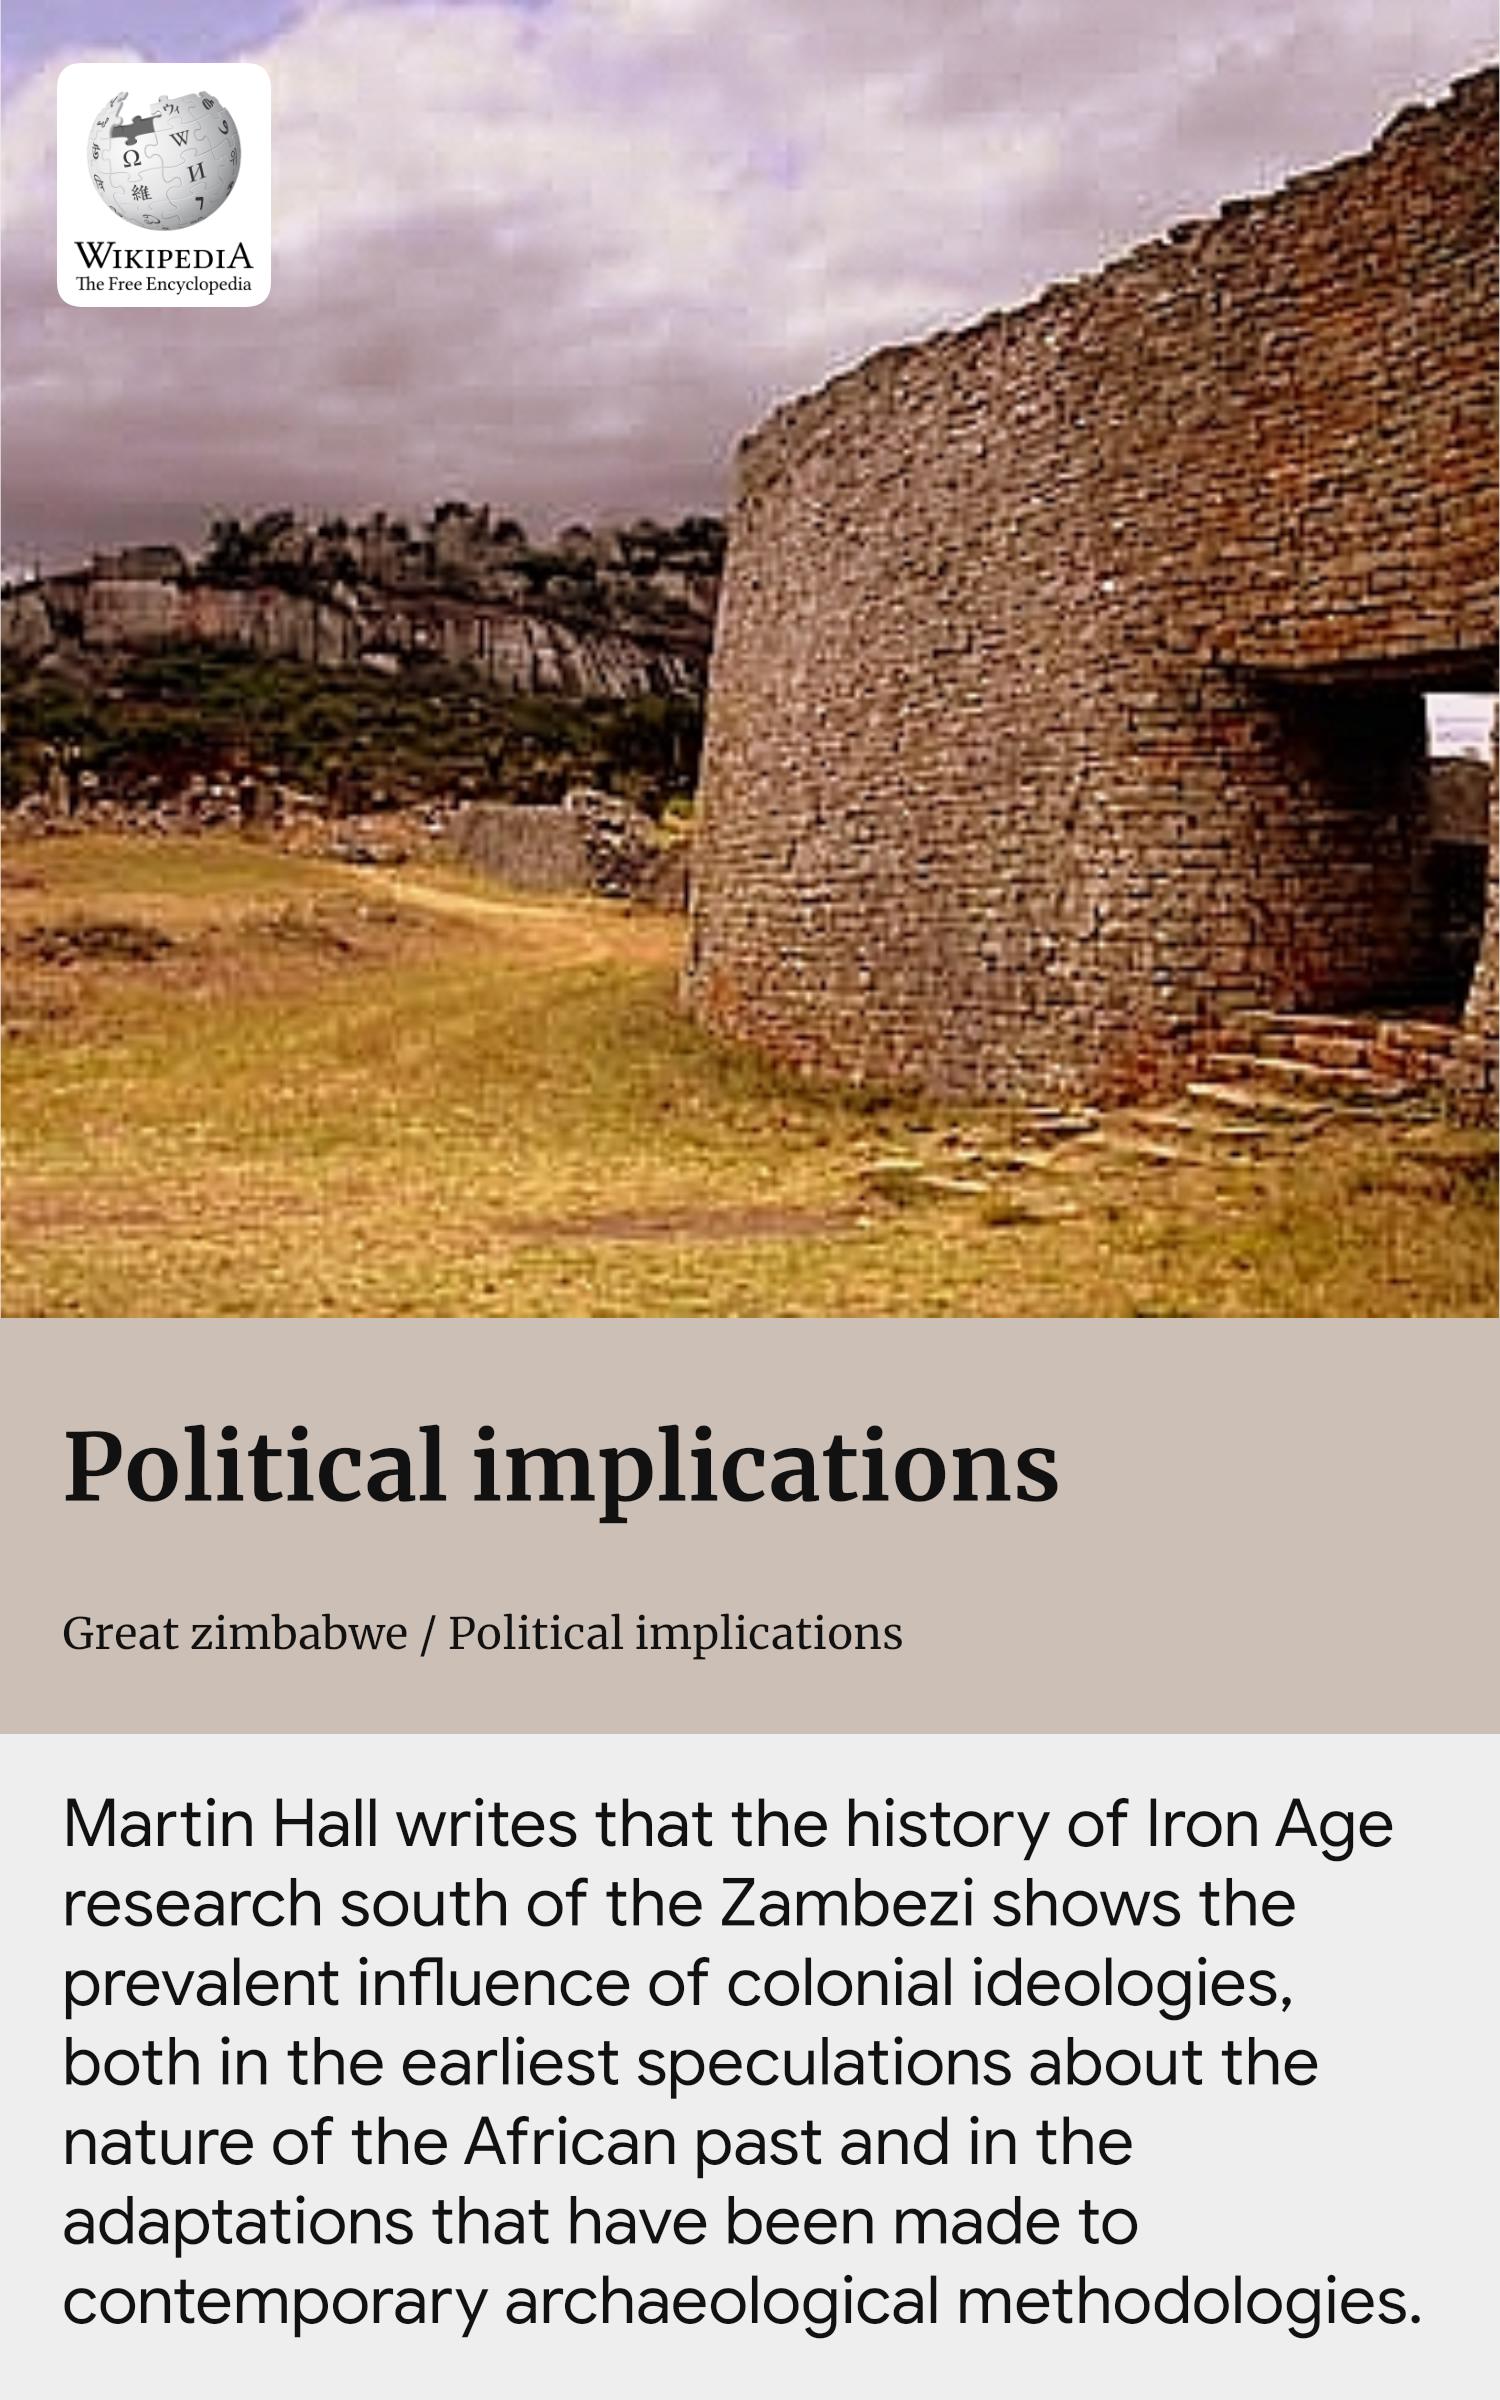 WIKIPEDIA
The Free Encyclopedia
Political implications
Great zimbabwe / Political implications
Martin Hall writes that the history of Iron Age
research south of the Zambezi shows the
prevalent influence of colonial ideologies,
both in the earliest speculations about the
nature of the African past and in the
adaptations that have been made to
contemporary archaeological methodologies.